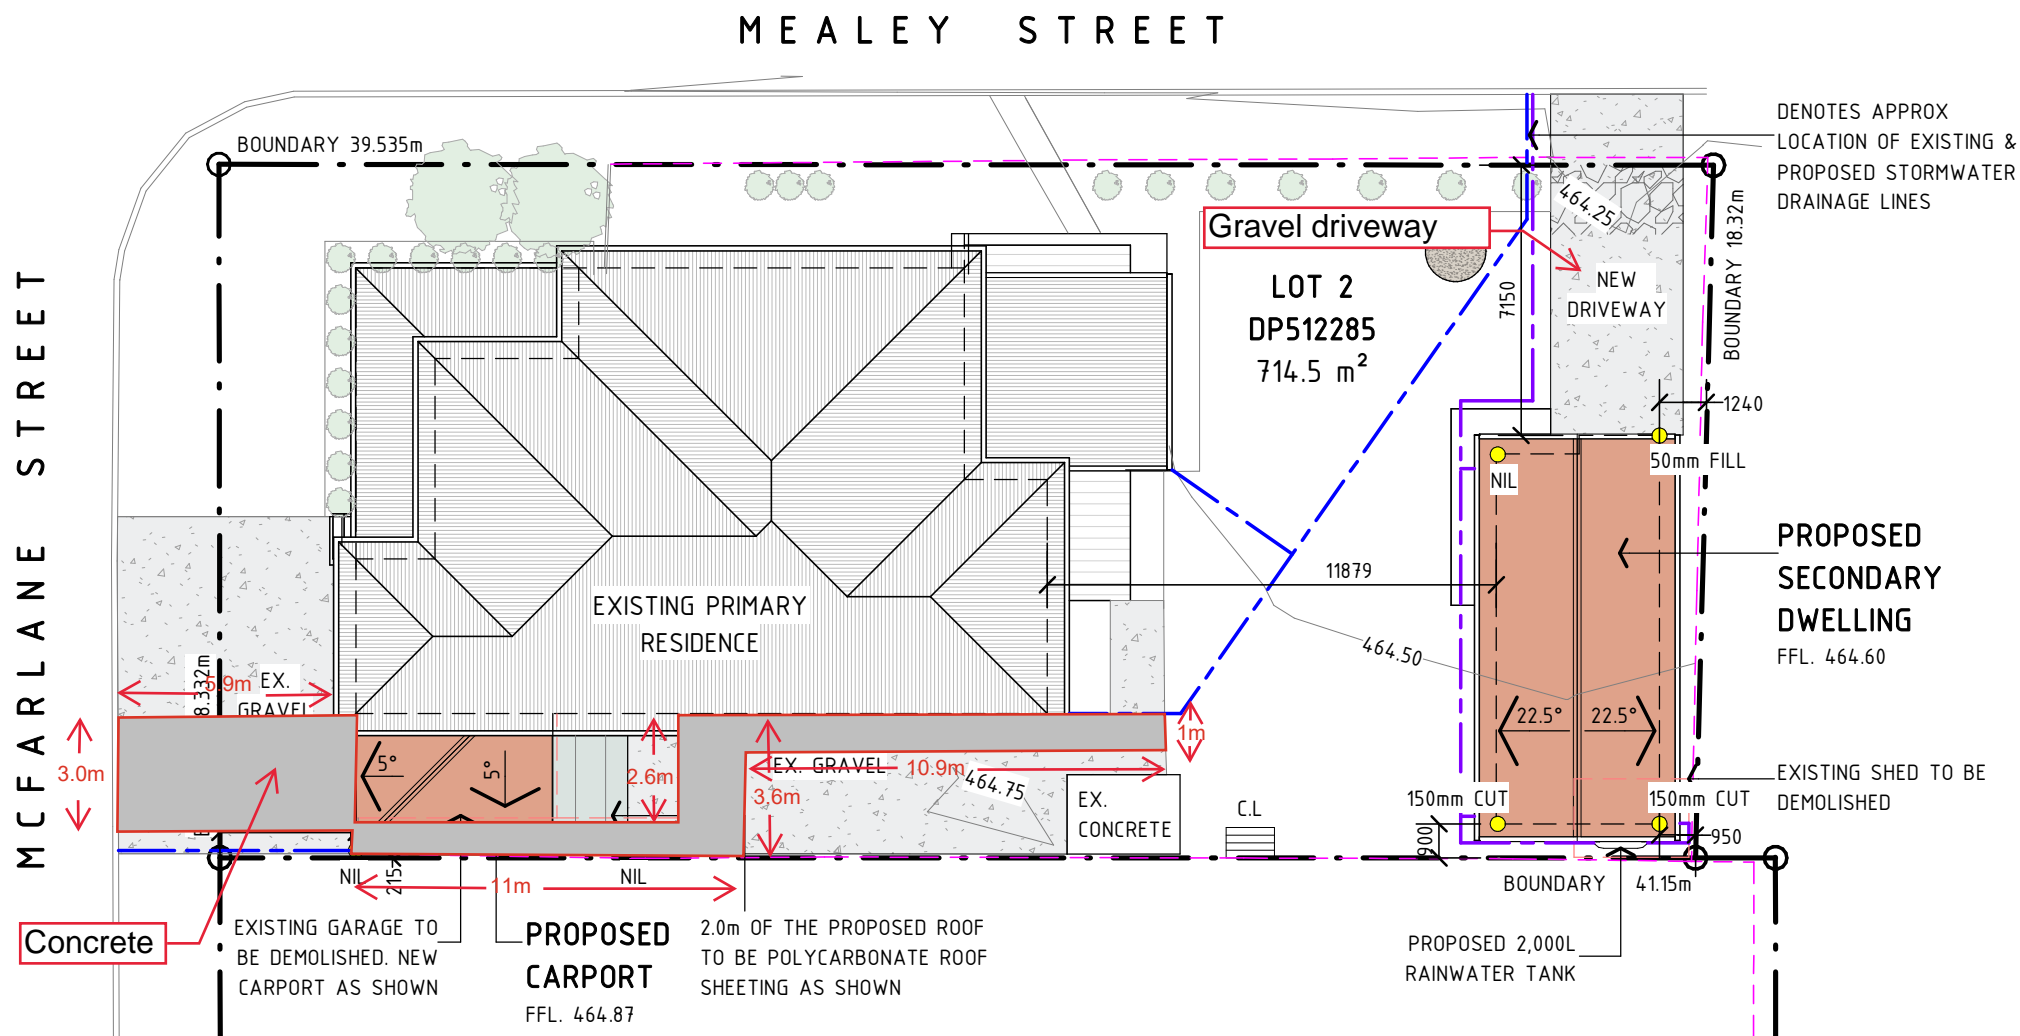 MEALEY STREET
MCFARLANE STREET
BOUNDARY 39.535m
DENOTES APPROX
LOCATION OF EXISTING &
PROPOSED STORMWATER
DRAINAGE LINES
464.25
Gravel driveway
BOUNDARY 18.32m
LOT 2
DP512285
714.5 m²
7150
NEW
DRIVEWAY
1240
50mm FILL
NIL
PROPOSED
SECONDARY
DWELLING
FFL. 464.60
11879
EXISTING PRIMARY
RESIDENCE
464.50
8.332m
5.9m
EX.
GRAVEL
22.5°
22.5°
3.0m
5°
5°
2.6m
1m
EX. GRAVEL
10.9m
3.6m
464.75
EX.
CONCRETE
C.L
150mm CUT
150mm CUT
EXISTING SHED TO BE
DEMOLISHED
900
950
NIL
215
11m
NIL
BOUNDARY
41.15m
Concrete
EXISTING GARAGE TO
BE DEMOLISHED. NEW
CARPORT AS SHOWN
PROPOSED
CARPORT
FFL. 464.87
2.0m OF THE PROPOSED ROOF
TO BE POLYCARBONATE ROOF
SHEETING AS SHOWN
PROPOSED 2,000L
RAINWATER TANK